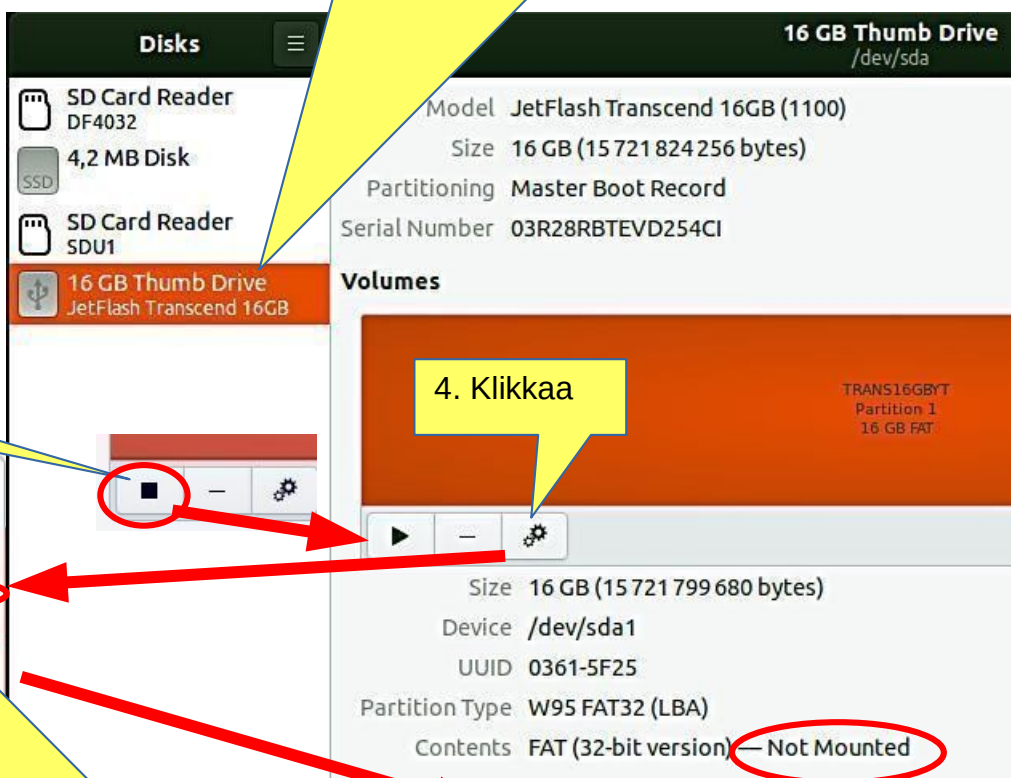 Disks
16 GB Thumb Drive
/dev/sda
SD Card Reader
DF4032
SSD
4,2 MB Disk
SD Card Reader
SDU1
16 GB Thumb Drive
JetFlash Transcend 16GB
Model JetFlash Transcend 16GB (1100)
Size 16 GB (15 721 824 256 bytes)
Partitioning Master Boot Record
Serial Number 03R28RBTEVD254CI
Volumes
4. Klikkaa
TRANS16GBYT
Partition 1
16 GB FAT
Size 16 GB (15 721 799 680 bytes)
Device /dev/sda1
UUID 0361-5F25
Partition Type W95 FAT32 (LBA)
Contents FAT (32-bit version) — Not Mounted